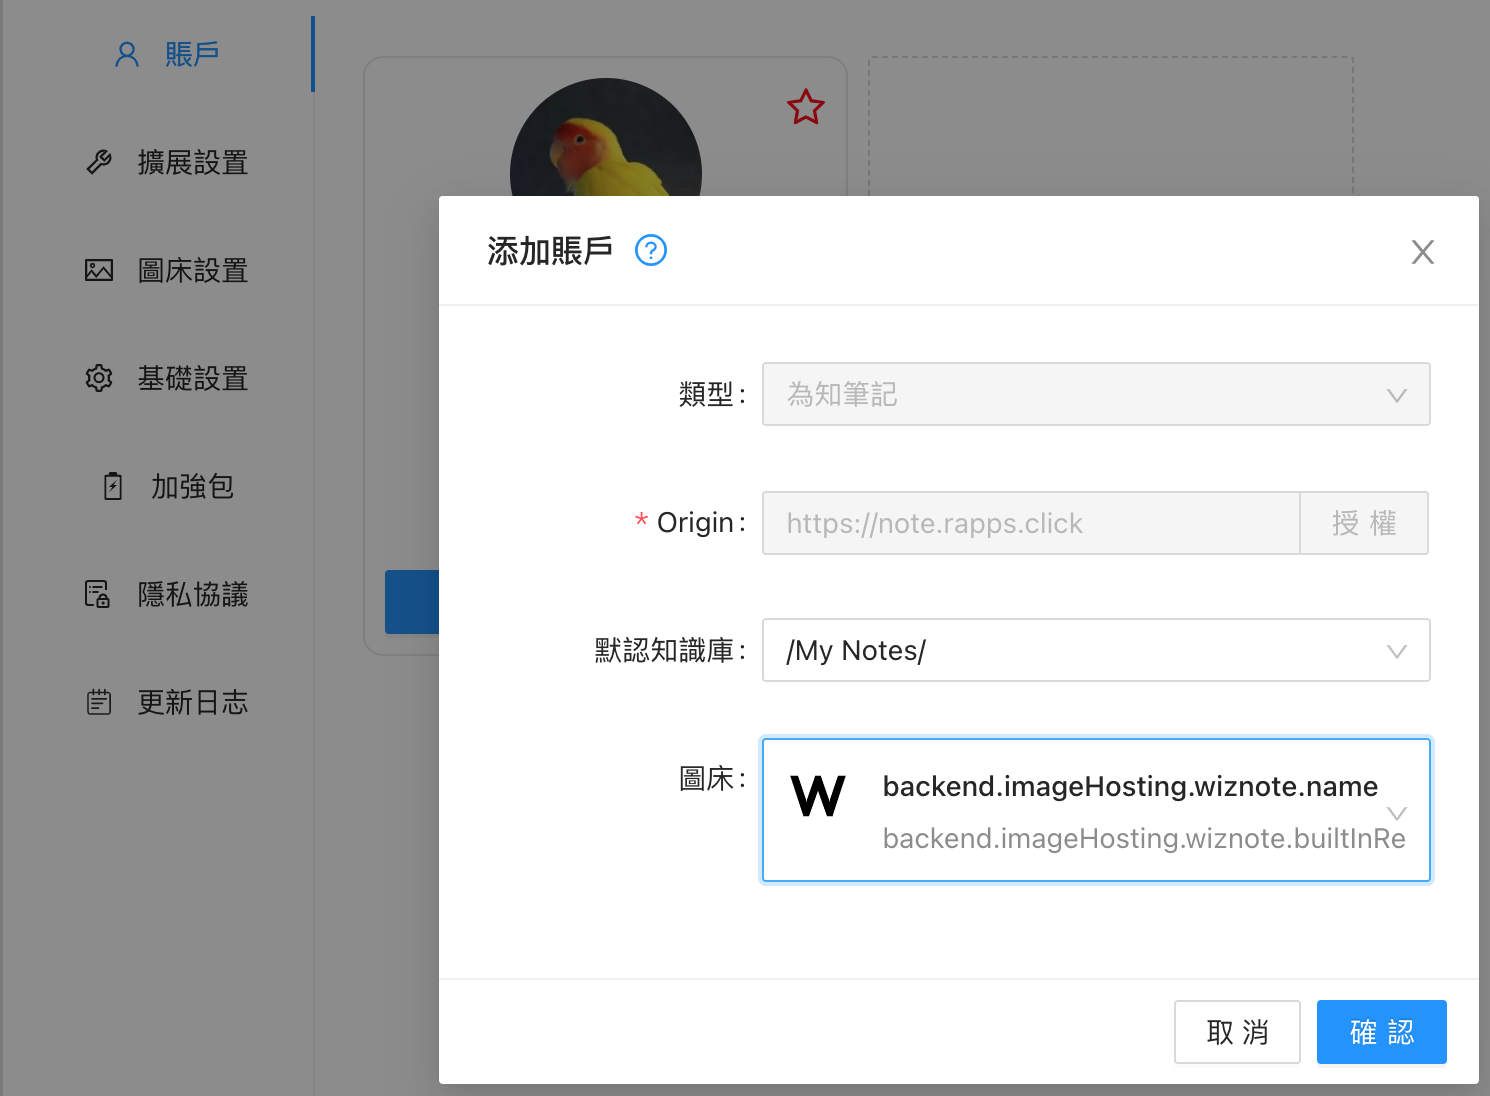 賬戶
擴展設置
圖床設置
基礎設置
加強包
隱私協議
更新日志
添加賬戶
類型：為知筆記
* Origin：https://note.rapps.click 授權
默認知識庫：/My Notes/
圖床：W backend.imageHosting.wiznote.name
backend.imageHosting.wiznote.builtInRe
取消 確認